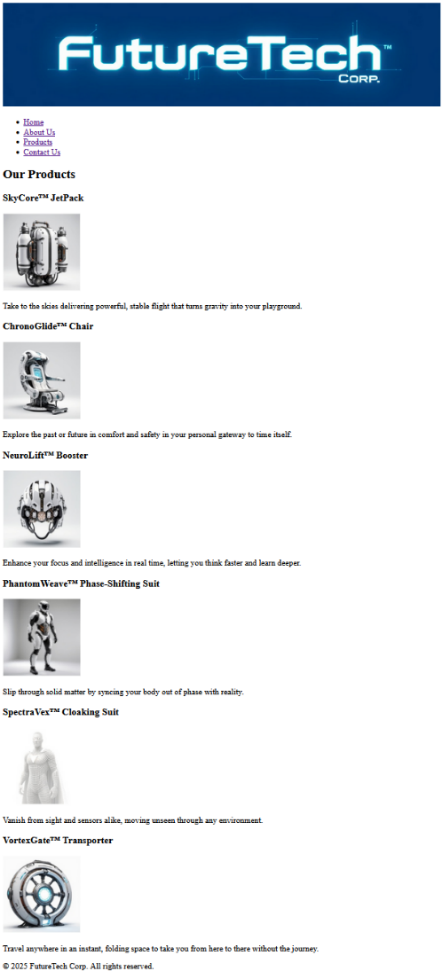 FutureTech™
Corp.
Home
About Us
Products
Contact Us
Our Products
SkyCore™ JetPack
Take to the skies delivering powerful, stable flight that turns gravity into your playground.
ChronoGlide™ Chair
Explore the past or future in comfort and safety in your personal gateway to time itself.
NeuroLift™ Booster
Enhance your focus and intelligence in real time, letting you think faster and learn deeper.
PhantomWeave™ Phase-Shifting Suit
Slip through solid matter by syncing your body out of phase with reality.
SpectraVex™ Cloaking Suit
Vanish from sight and sensors alike, moving unseen through any environment.
VortexGate™ Transporter
Travel anywhere in an instant, folding space to take you from here to there without the journey.
© 2025 FutureTech Corp. All rights reserved.